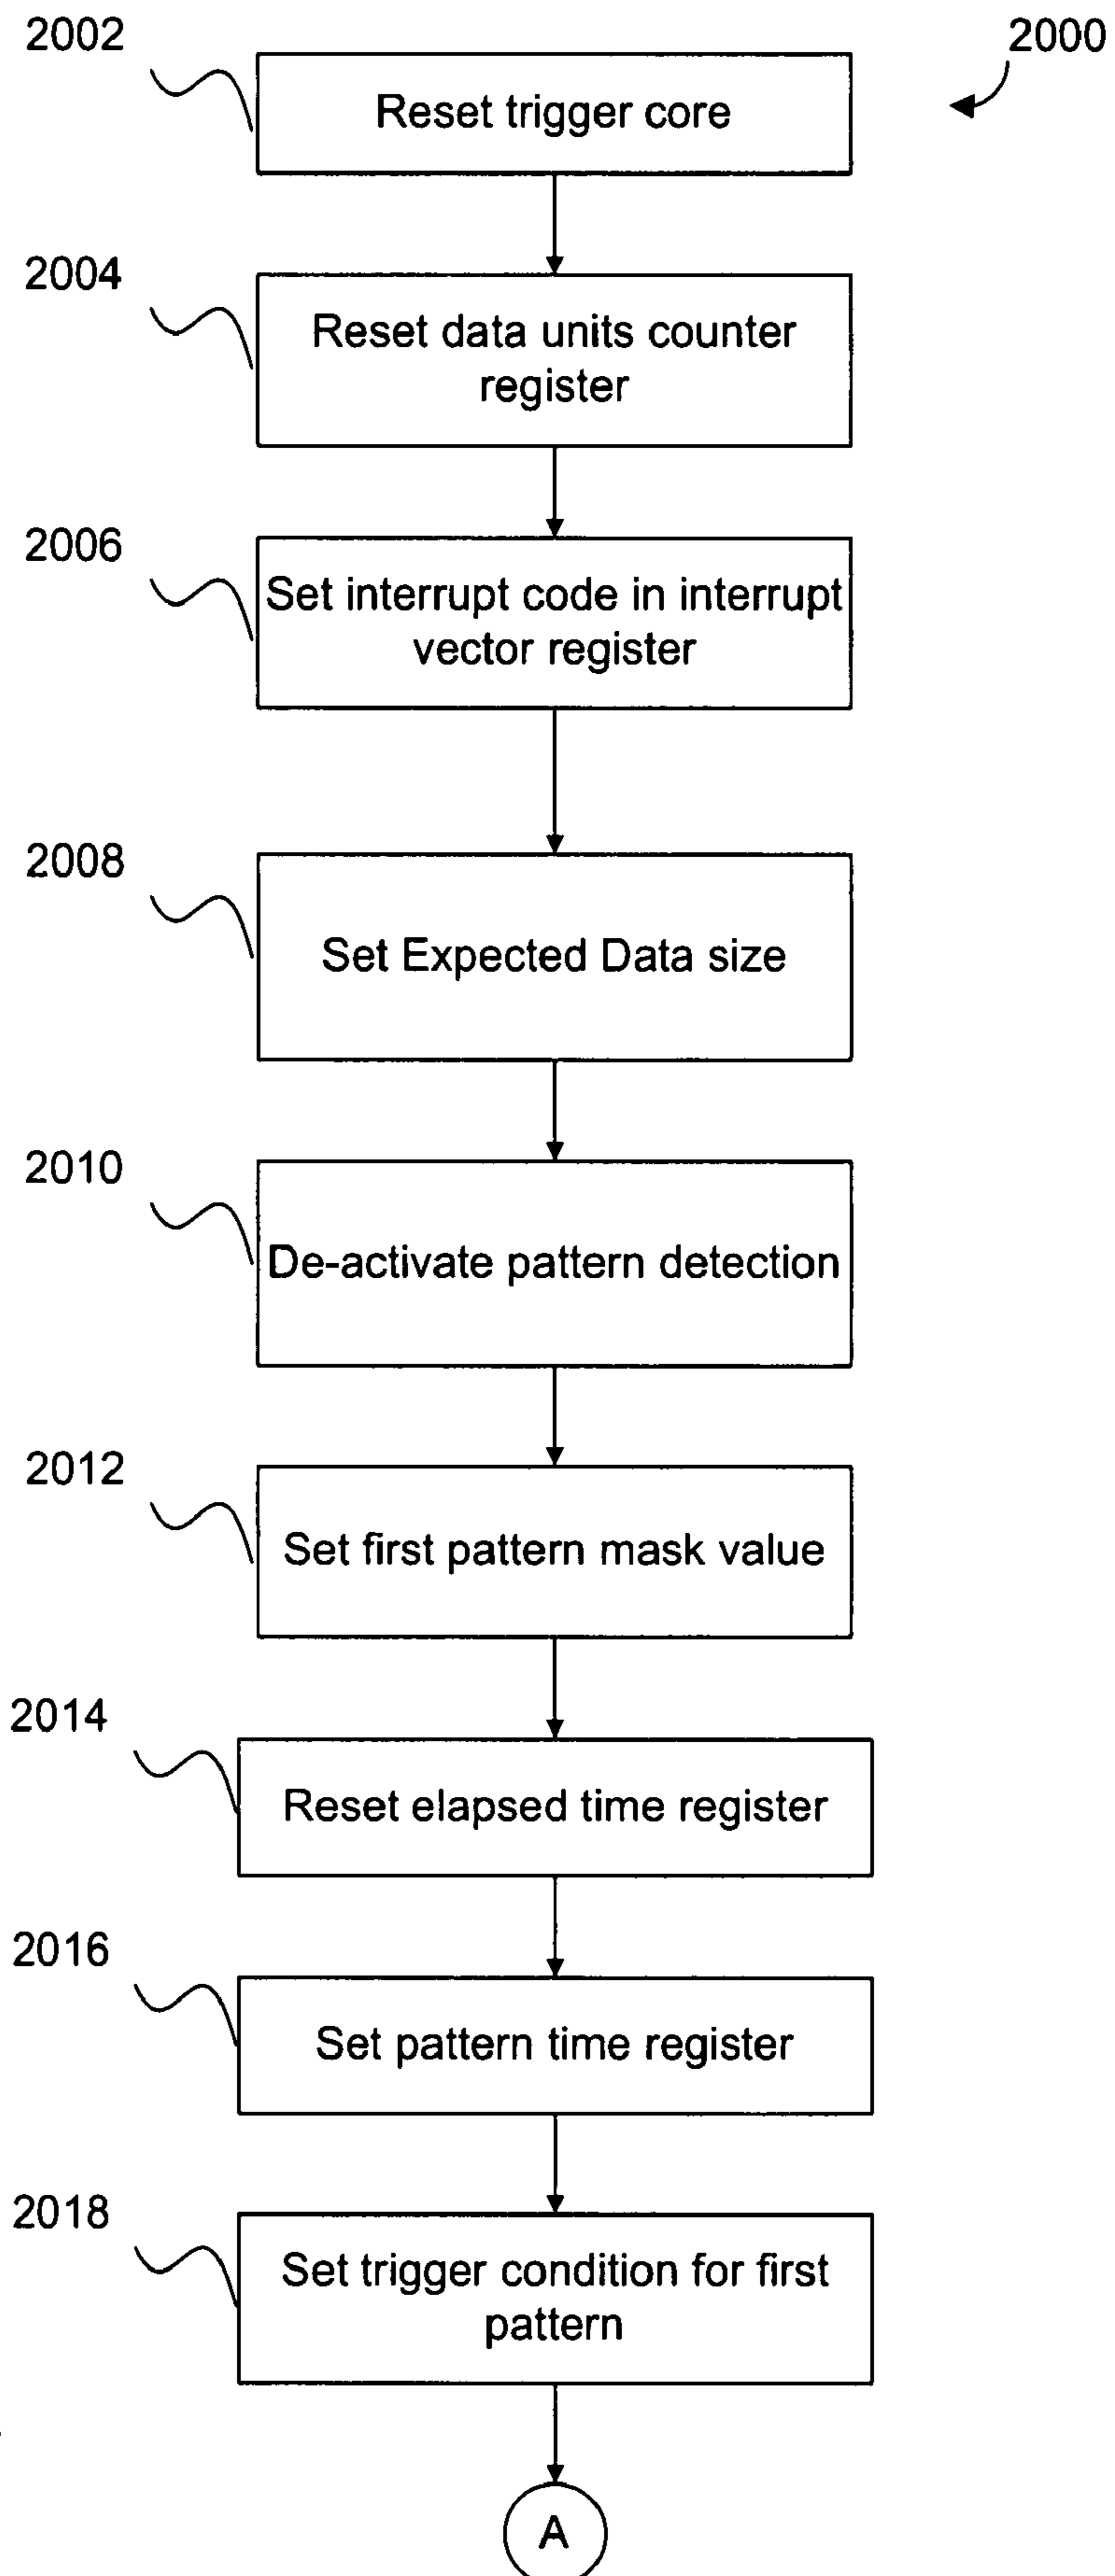 2002
2000
Reset trigger core
2004
Reset data units counter
register
2006
Set interrupt code in interrupt
vector register
2008
Set Expected Data size
2010
De-activate pattern detection
2012
Set first pattern mask value
2014
Reset elapsed time register
2016
Set pattern time register
2018
Set trigger condition for first
pattern
A